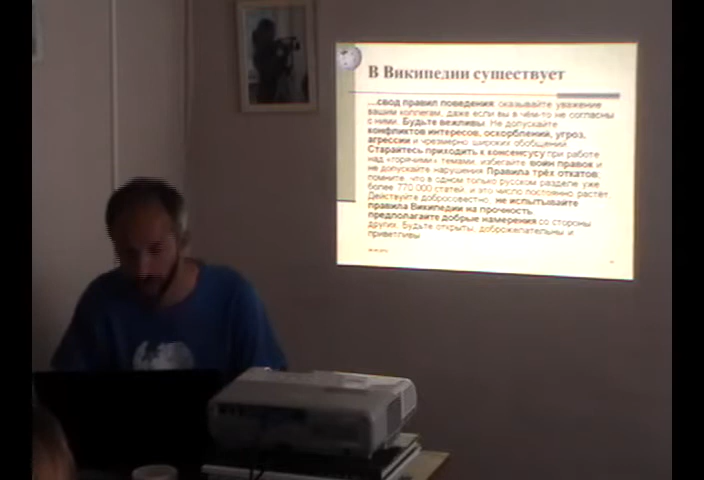 В Википедии существует
...свод правил поведения: оказывайте уважение
вашим коллегам, даже если вы в чём-то не согласны
с ними. Будьте вежливы. Не допускайте
конфликтов интересов, оскорблений, угроз,
агрессии и чрезмерно широких обобщений.
Старайтесь приходить к консенсусу при работе
над «горячими» темами, избегайте войн правок и
не допускайте нарушения Правила трёх откатов;
помните, что в одном только русском разделе уже
более 770 000 статей, и это число постоянно растёт.
Действуйте добросовестно, не испытывайте
правила Википедии на прочность,
предполагайте добрые намерения со стороны
других. Будьте открыты, доброжелательны и
приветливы